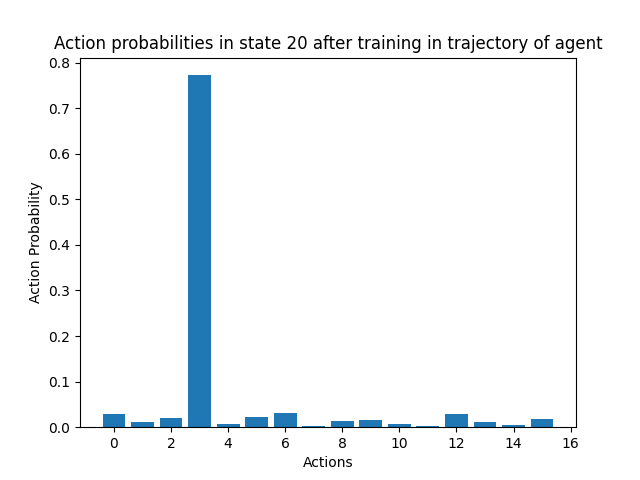 Action probabilities in state 20 after training in trajectory of agent
0.8
0.7
0.6
0.5
0.4
0.3
0.2
0.1
0.0
Action Probability
0 2 4 6 8 10 12 14 16
Actions